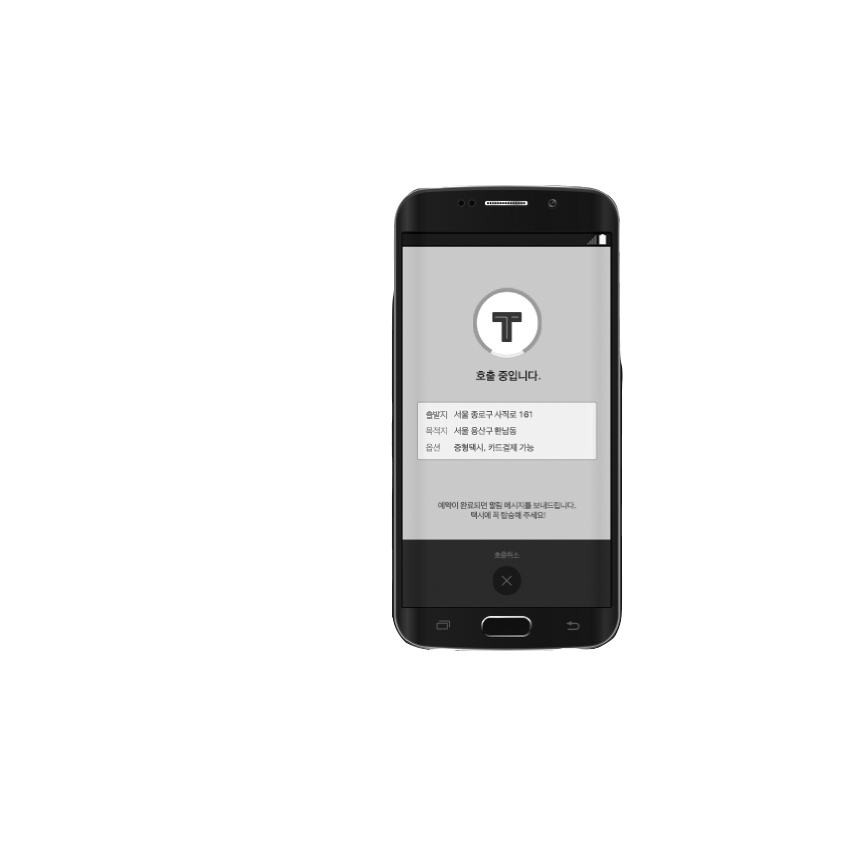 T
호출 중입니다.
출발지 서울 종로구 사직로 161
목적지 서울 용산구 한남동
옵션 중형택시, 카드결제 가능
예약이 완료되면 알림 메시지를 보내드립니다.
택시에 꼭 탑승해 주세요!
호출취소